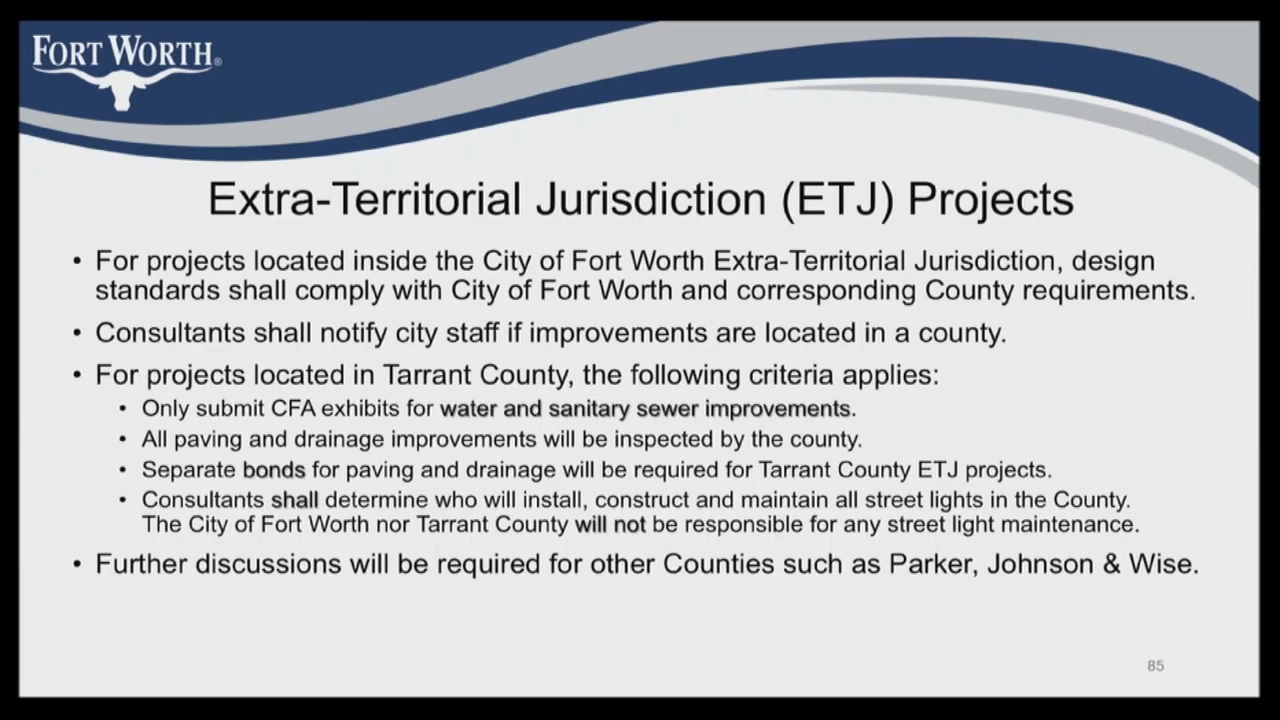 FORT WORTH®
Extra-Territorial Jurisdiction (ETJ) Projects
• For projects located inside the City of Fort Worth Extra-Territorial Jurisdiction, design
standards shall comply with City of Fort Worth and corresponding County requirements.
• Consultants shall notify city staff if improvements are located in a county.
• For projects located in Tarrant County, the following criteria applies:
• Only submit CFA exhibits for water and sanitary sewer improvements.
• All paving and drainage improvements will be inspected by the county.
• Separate bonds for paving and drainage will be required for Tarrant County ETJ projects.
• Consultants shall determine who will install, construct and maintain all street lights in the County.
The City of Fort Worth nor Tarrant County will not be responsible for any street light maintenance.
• Further discussions will be required for other Counties such as Parker, Johnson & Wise.
85